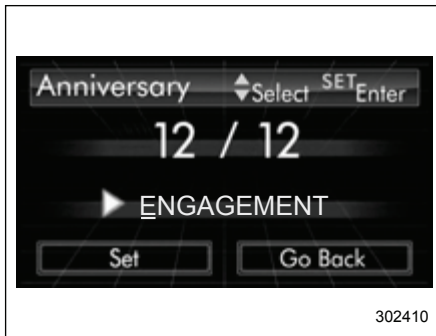 Anniversary Select SET Enter
12 / 12
ENGAGEMENT
Set Go Back
302410